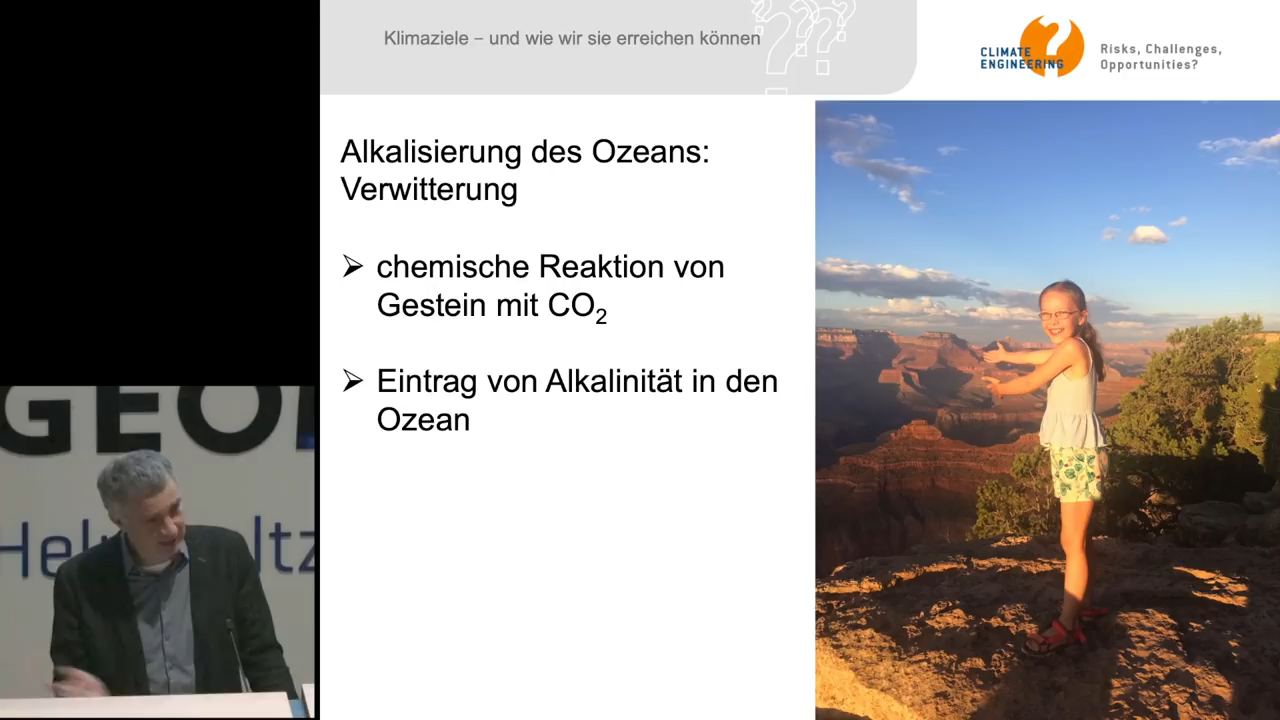 Klimaziele – und wie wir sie erreichen können
CLIMATE
ENGINEERING
Risks, Challenges,
Opportunities?
Alkalisierung des Ozeans:
Verwitterung
➢ chemische Reaktion von
Gestein mit CO₂
➢ Eintrag von Alkalinität in den
Ozean
GEO